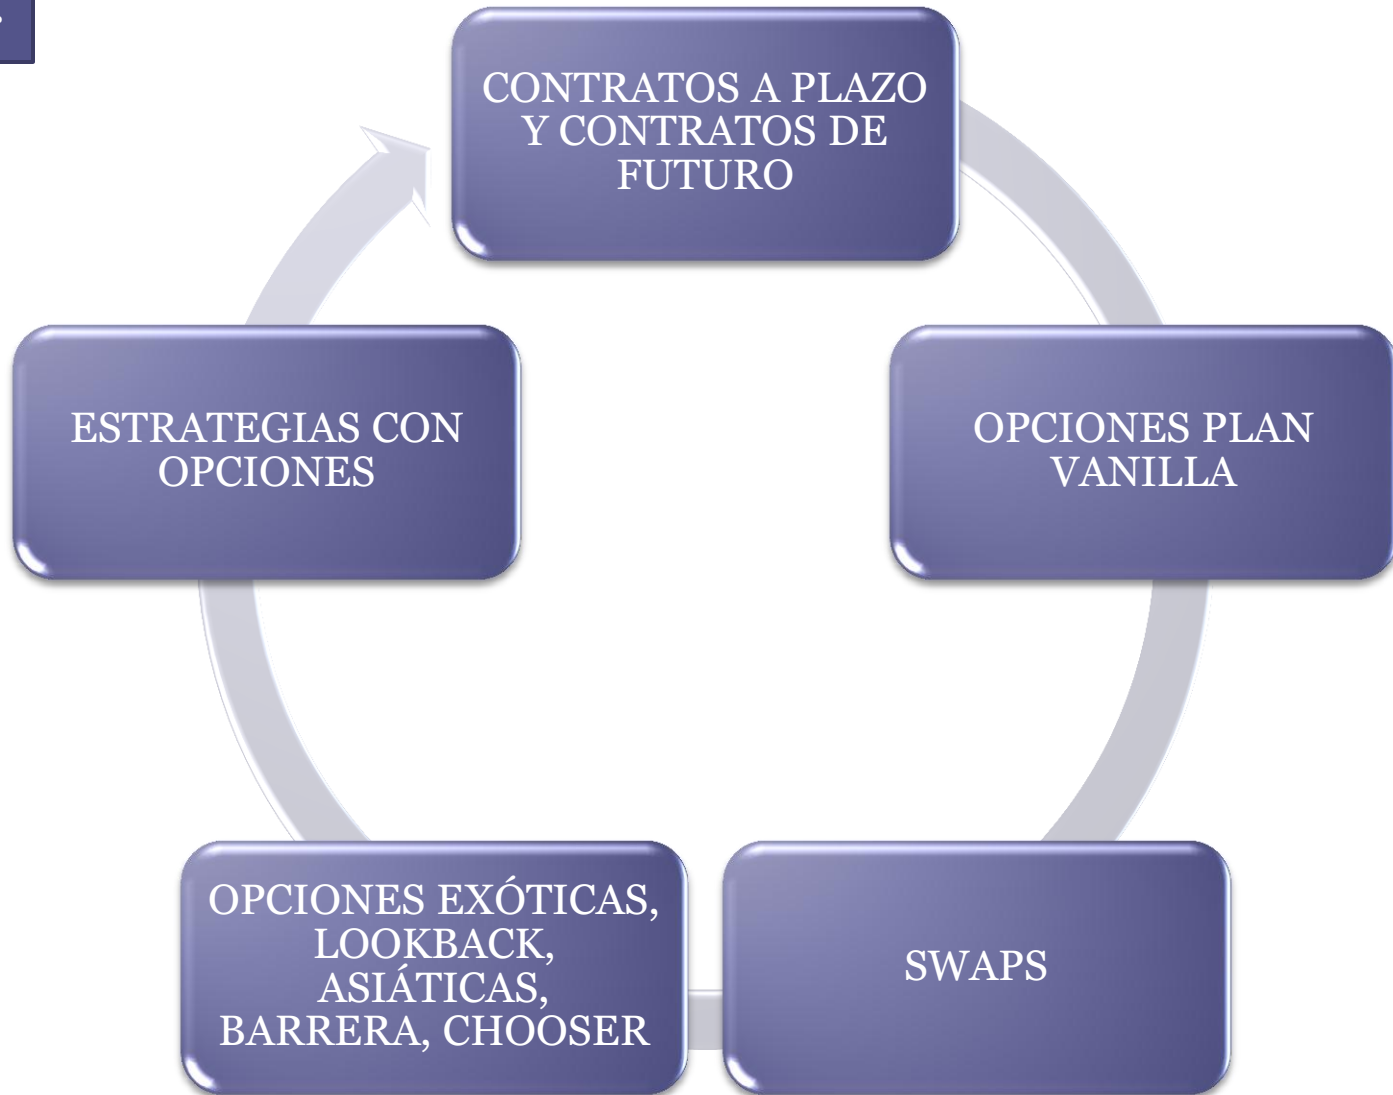 CONTRATOS A PLAZO
Y CONTRATOS DE
FUTURO
OPCIONES PLAN
VANILLA
SWAPS
OPCIONES EXÓTICAS,
LOOKBACK,
ASIÁTICAS,
BARRERA, CHOOSER
ESTRATEGIAS CON
OPCIONES